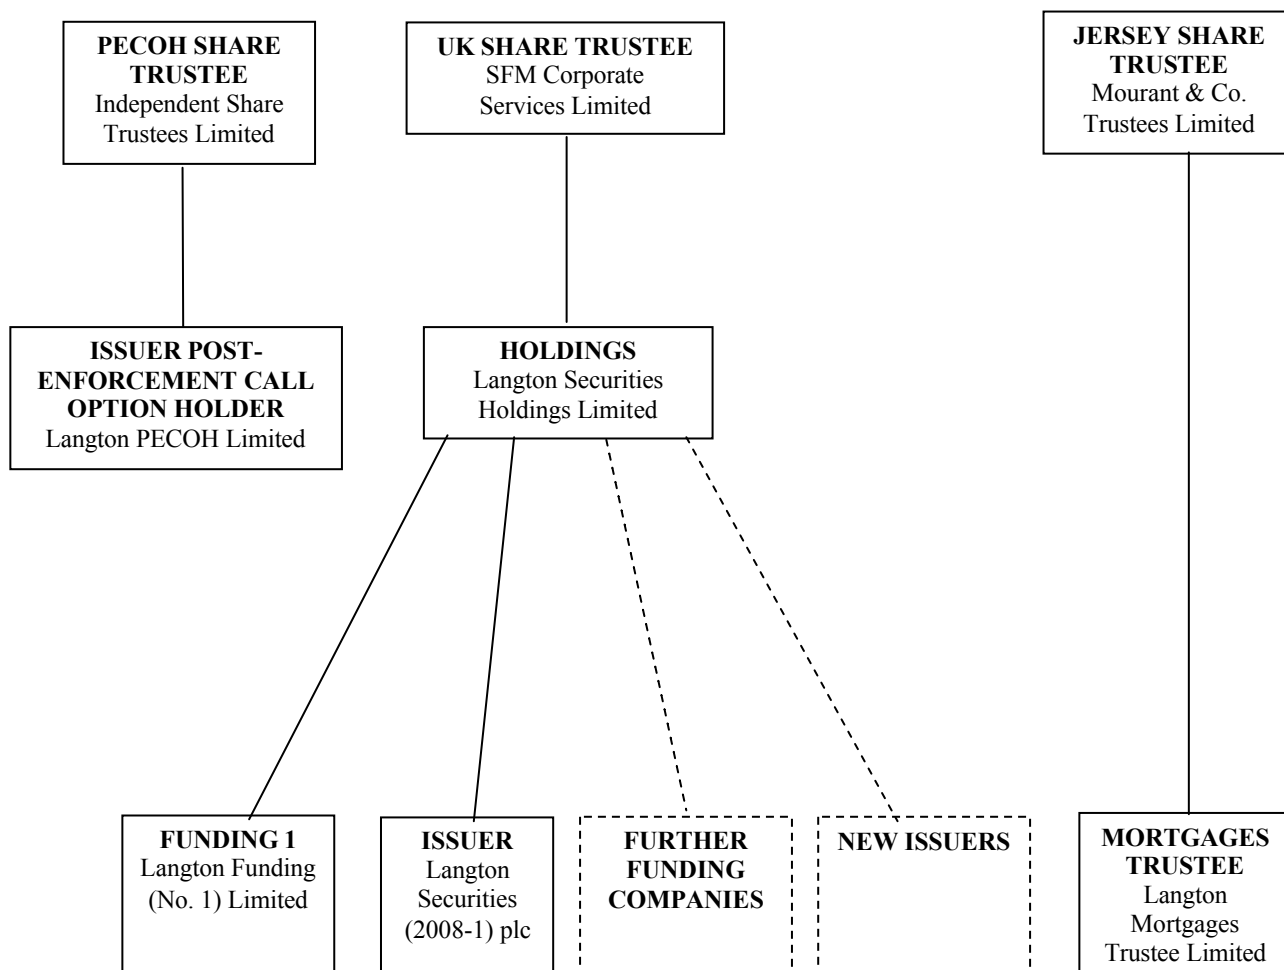 PECOH SHARE
TRUSTEE
Independent Share
Trustees Limited
UK SHARE TRUSTEE
SFM Corporate
Services Limited
JERSEY SHARE
TRUSTEE
Mourant & Co.
Trustees Limited
ISSUER POST-
ENFORCEMENT CALL
OPTION HOLDER
Langton PECOH Limited
HOLDINGS
Langton Securities
Holdings Limited
FUNDING 1
Langton Funding
(No. 1) Limited
ISSUER
Langton
Securities
(2008-1) plc
FURTHER
FUNDING
COMPANIES
NEW ISSUERS
MORTGAGES
TRUSTEE
Langton
Mortgages
Trustee Limited